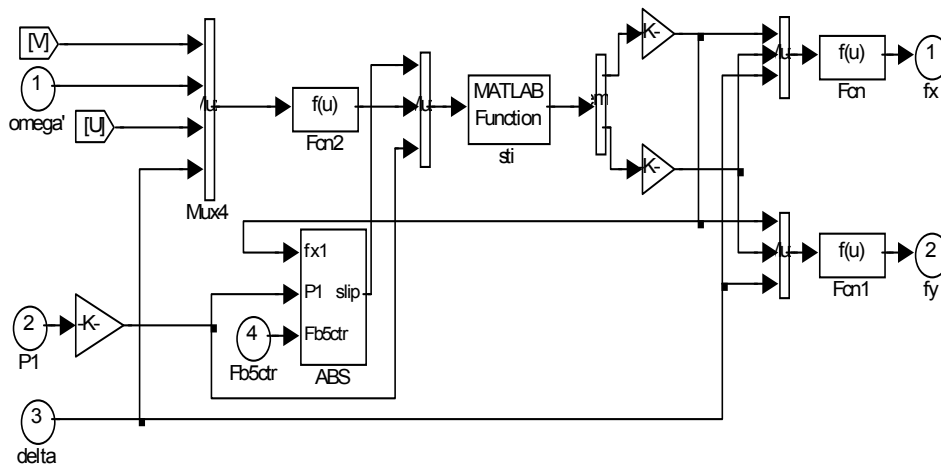 [V]
1
omega'
[U]
Mux4
f(u)
Fcn2
MATLAB
Function
sti
K-
K-
f(u)
Fcn
1
fx
f(u)
Fcn1
2
fy
fx1
P1
slip
Fb5ctr
ABS
4
Fb5ctr
2
P1
-K-
3
delta